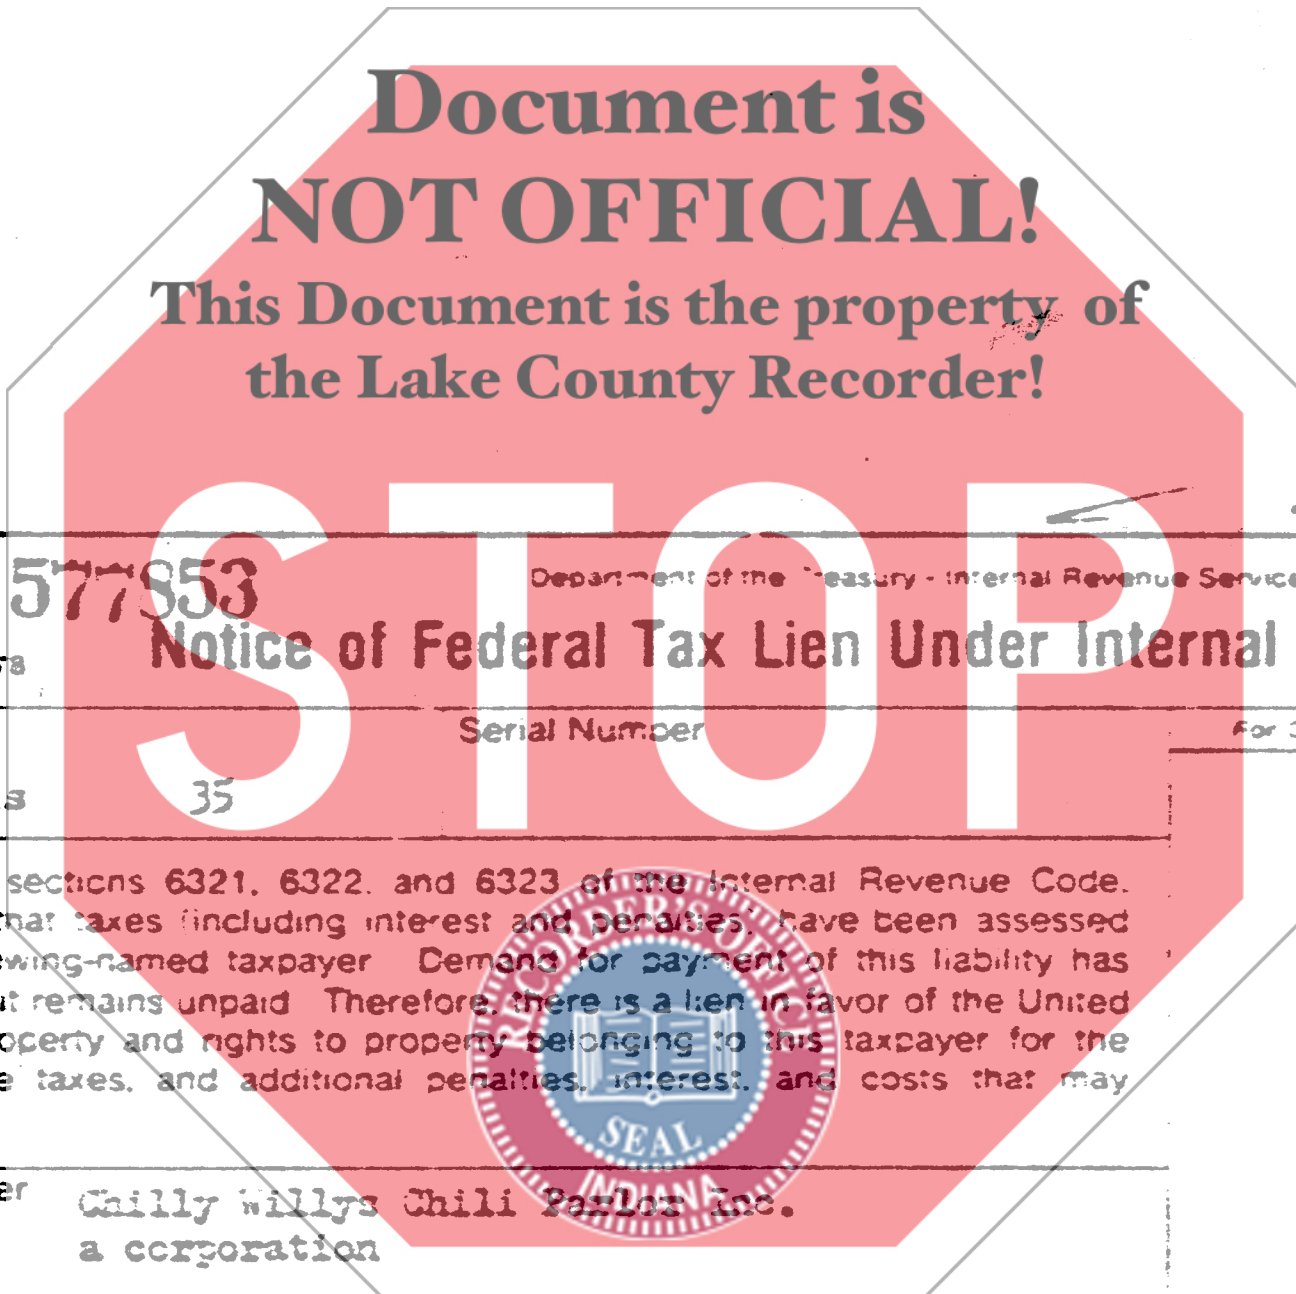 Document is
NOT OFFICIAL!
This Document is the property of
the Lake County Recorder!
STOP
577853
Department of the Treasury - Internal Revenue Service
Notice of Federal Tax Lien Under Internal
Serial Number
For
35
sections 6321, 6322, and 6323 of the Internal Revenue Code,
taxes (including interest and penalties) have been assessed
taxpayer Demand for payment of this liability has
remains unpaid Therefore, there is a lien in favor of the United
and rights to property belonging to this taxpayer for the
taxes, and additional penalties, interest, and costs that may
RECORDER'S OFFICE
SEAL
INDIANA
Chilly Willys Chili Parlor Inc.
a corporation